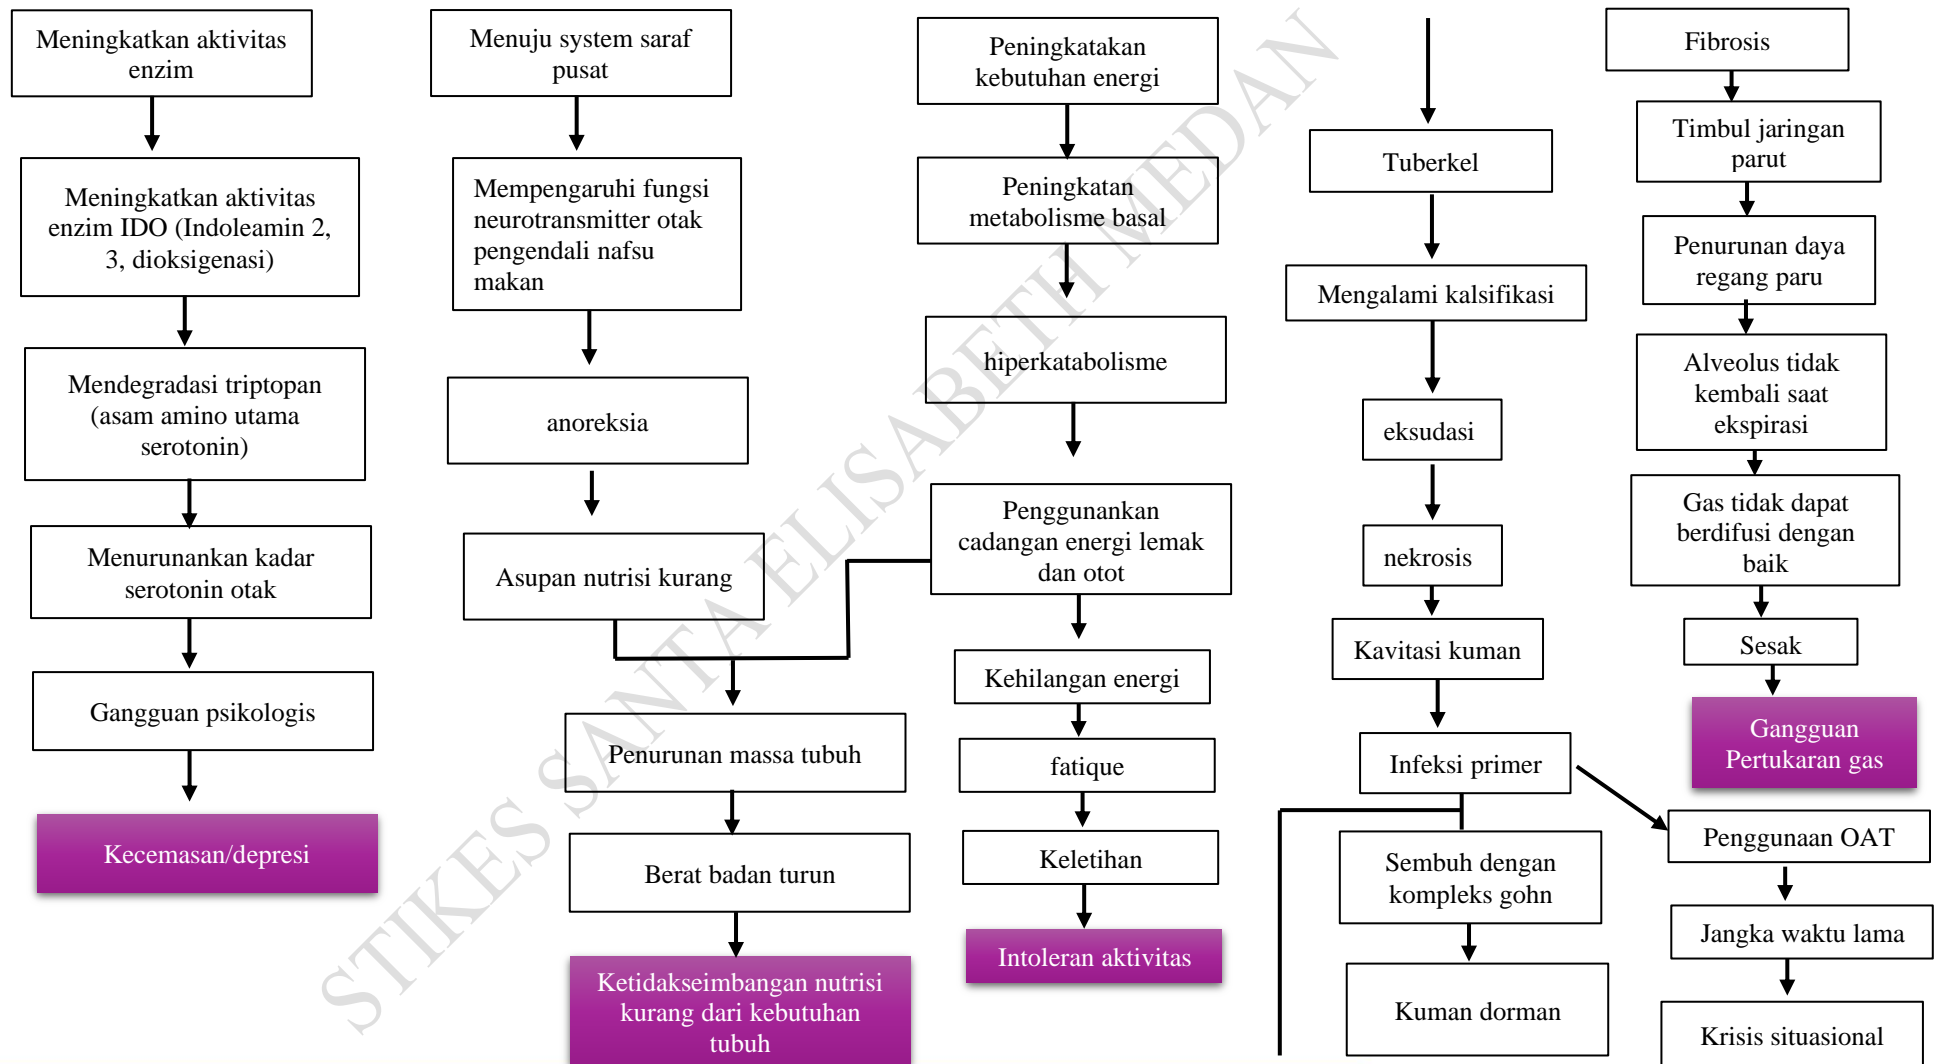 Meningkatkan aktivitas
enzim
Meningkatkan aktivitas
enzim IDO (Indoleamin 2,
3, dioksigenasi)
Mendegradasi triptopan
(asam amino utama
serotonin)
Menurunankan kadar
serotonin otak
Gangguan psikologis
Kecemasan/depresi
Menuju system saraf
pusat
Mempengaruhi fungsi
neurotransmitter otak
pengendali nafsu
makan
anoreksia
Asupan nutrisi kurang
Penurunan massa tubuh
Berat badan turun
Ketidakseimbangan nutrisi
kurang dari kebutuhan
tubuh
Peningkatakan
kebutuhan energi
Peningkatan
metabolisme basal
hiperkatabolisme
Penggunankan
cadangan energi lemak
dan otot
Kehilangan energi
fatique
Keletihan
Intoleran aktivitas
Tuberkel
Mengalami kalsifikasi
eksudasi
nekrosis
Kavitasi kuman
Infeksi primer
Sembuh dengan
kompleks gohn
Kuman dorman
Fibrosis
Timbul jaringan
parut
Penurunan daya
regang paru
Alveolus tidak
kembali saat
ekspirasi
Gas tidak dapat
berdifusi dengan
baik
Sesak
Gangguan
Pertukaran gas
Penggunaan OAT
Jangka waktu lama
Krisis situasional
STIKES SANTA ELISABETH MEDAN